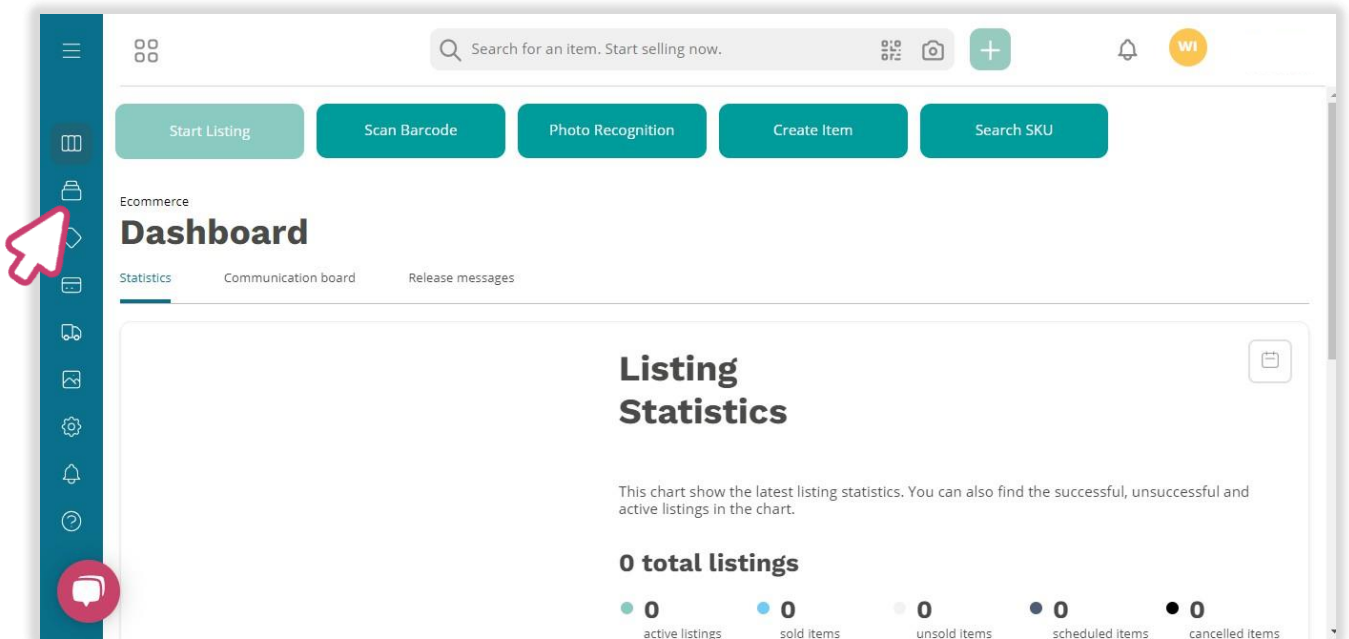 Search for an item. Start selling now.
WI
Start Listing
Scan Barcode
Photo Recognition
Create Item
Search SKU
Ecommerce
Dashboard
Statistics
Communication board
Release messages
Listing
Statistics
This chart show the latest listing statistics. You can also find the successful, unsuccessful and
active listings in the chart.
0 total listings
0
active listings
0
sold items
0
unsold items
0
scheduled items
0
cancelled items